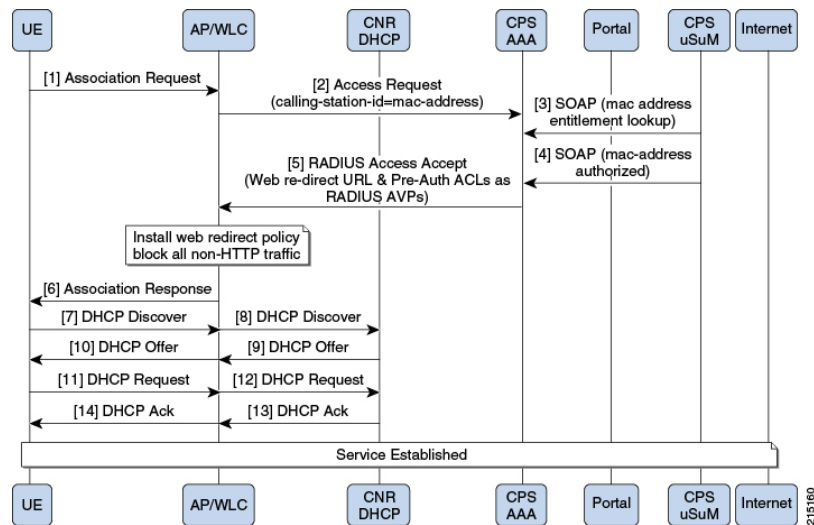 UE
AP/WLC
CNR
DHCP
CPS
AAA
Portal
CPS
uSuM
Internet
[1] Association Request
[2] Access Request
(calling-station-id=mac-address)
[3] SOAP (mac address
entitlement lookup)
[4] SOAP (mac-address
authorized)
[5] RADIUS Access Accept
(Web re-direct URL & Pre-Auth ACLs as
RADIUS AVPs)
Install web redirect policy
block all non-HTTP traffic
[6] Association Response
[7] DHCP Discover
[8] DHCP Discover
[10] DHCP Offer
[9] DHCP Offer
[11] DHCP Request
[12] DHCP Request
[14] DHCP Ack
[13] DHCP Ack
Service Established
UE
AP/WLC
CNR
DHCP
CPS
AAA
Portal
CPS
uSuM
Internet
215160